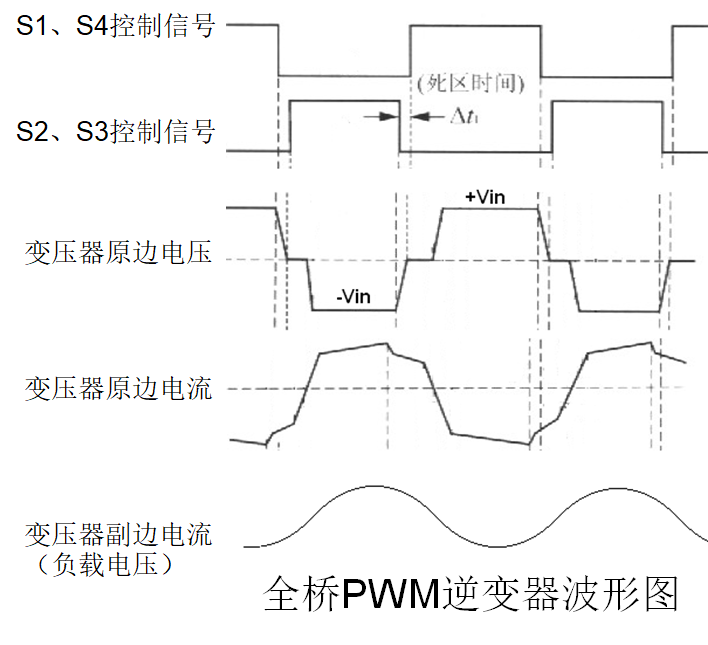 S1、S4控制信号
(死区时间)
S2、S3控制信号
Δt₁
+Vin
变压器原边电压
-Vin
变压器原边电流
变压器副边电流
（负载电压）
全桥PWM逆变器波形图